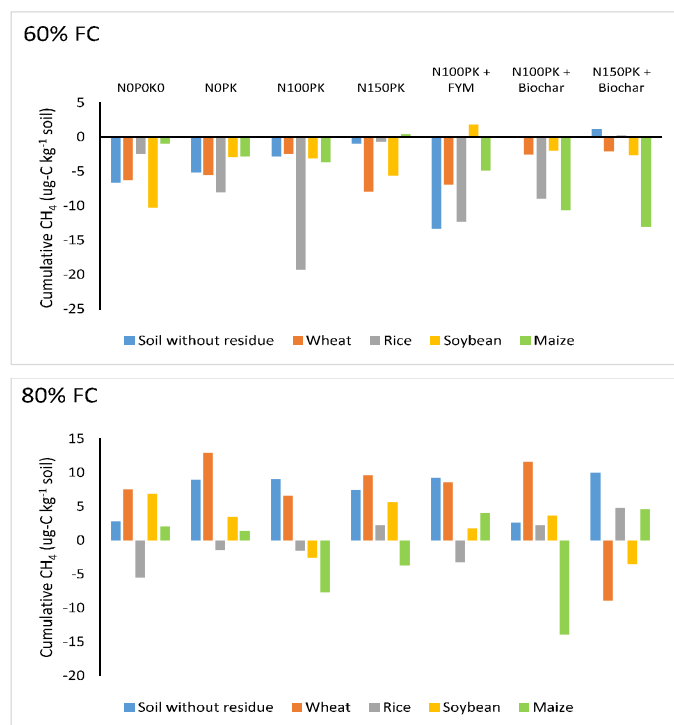 60% FC
N0P0K0 N0PK N100PK N150PK N100PK + FYM N100PK + Biochar N150PK + Biochar
5
0
-5
-10
-15
-20
-25
Cumulative CH₄ (ug-C kg⁻¹ soil)
Soil without residue Wheat Rice Soybean Maize
80% FC
15
10
5
0
-5
-10
-15
-20
Cumulative CH₄ (ug-C kg⁻¹ soil)
Soil without residue Wheat Rice Soybean Maize